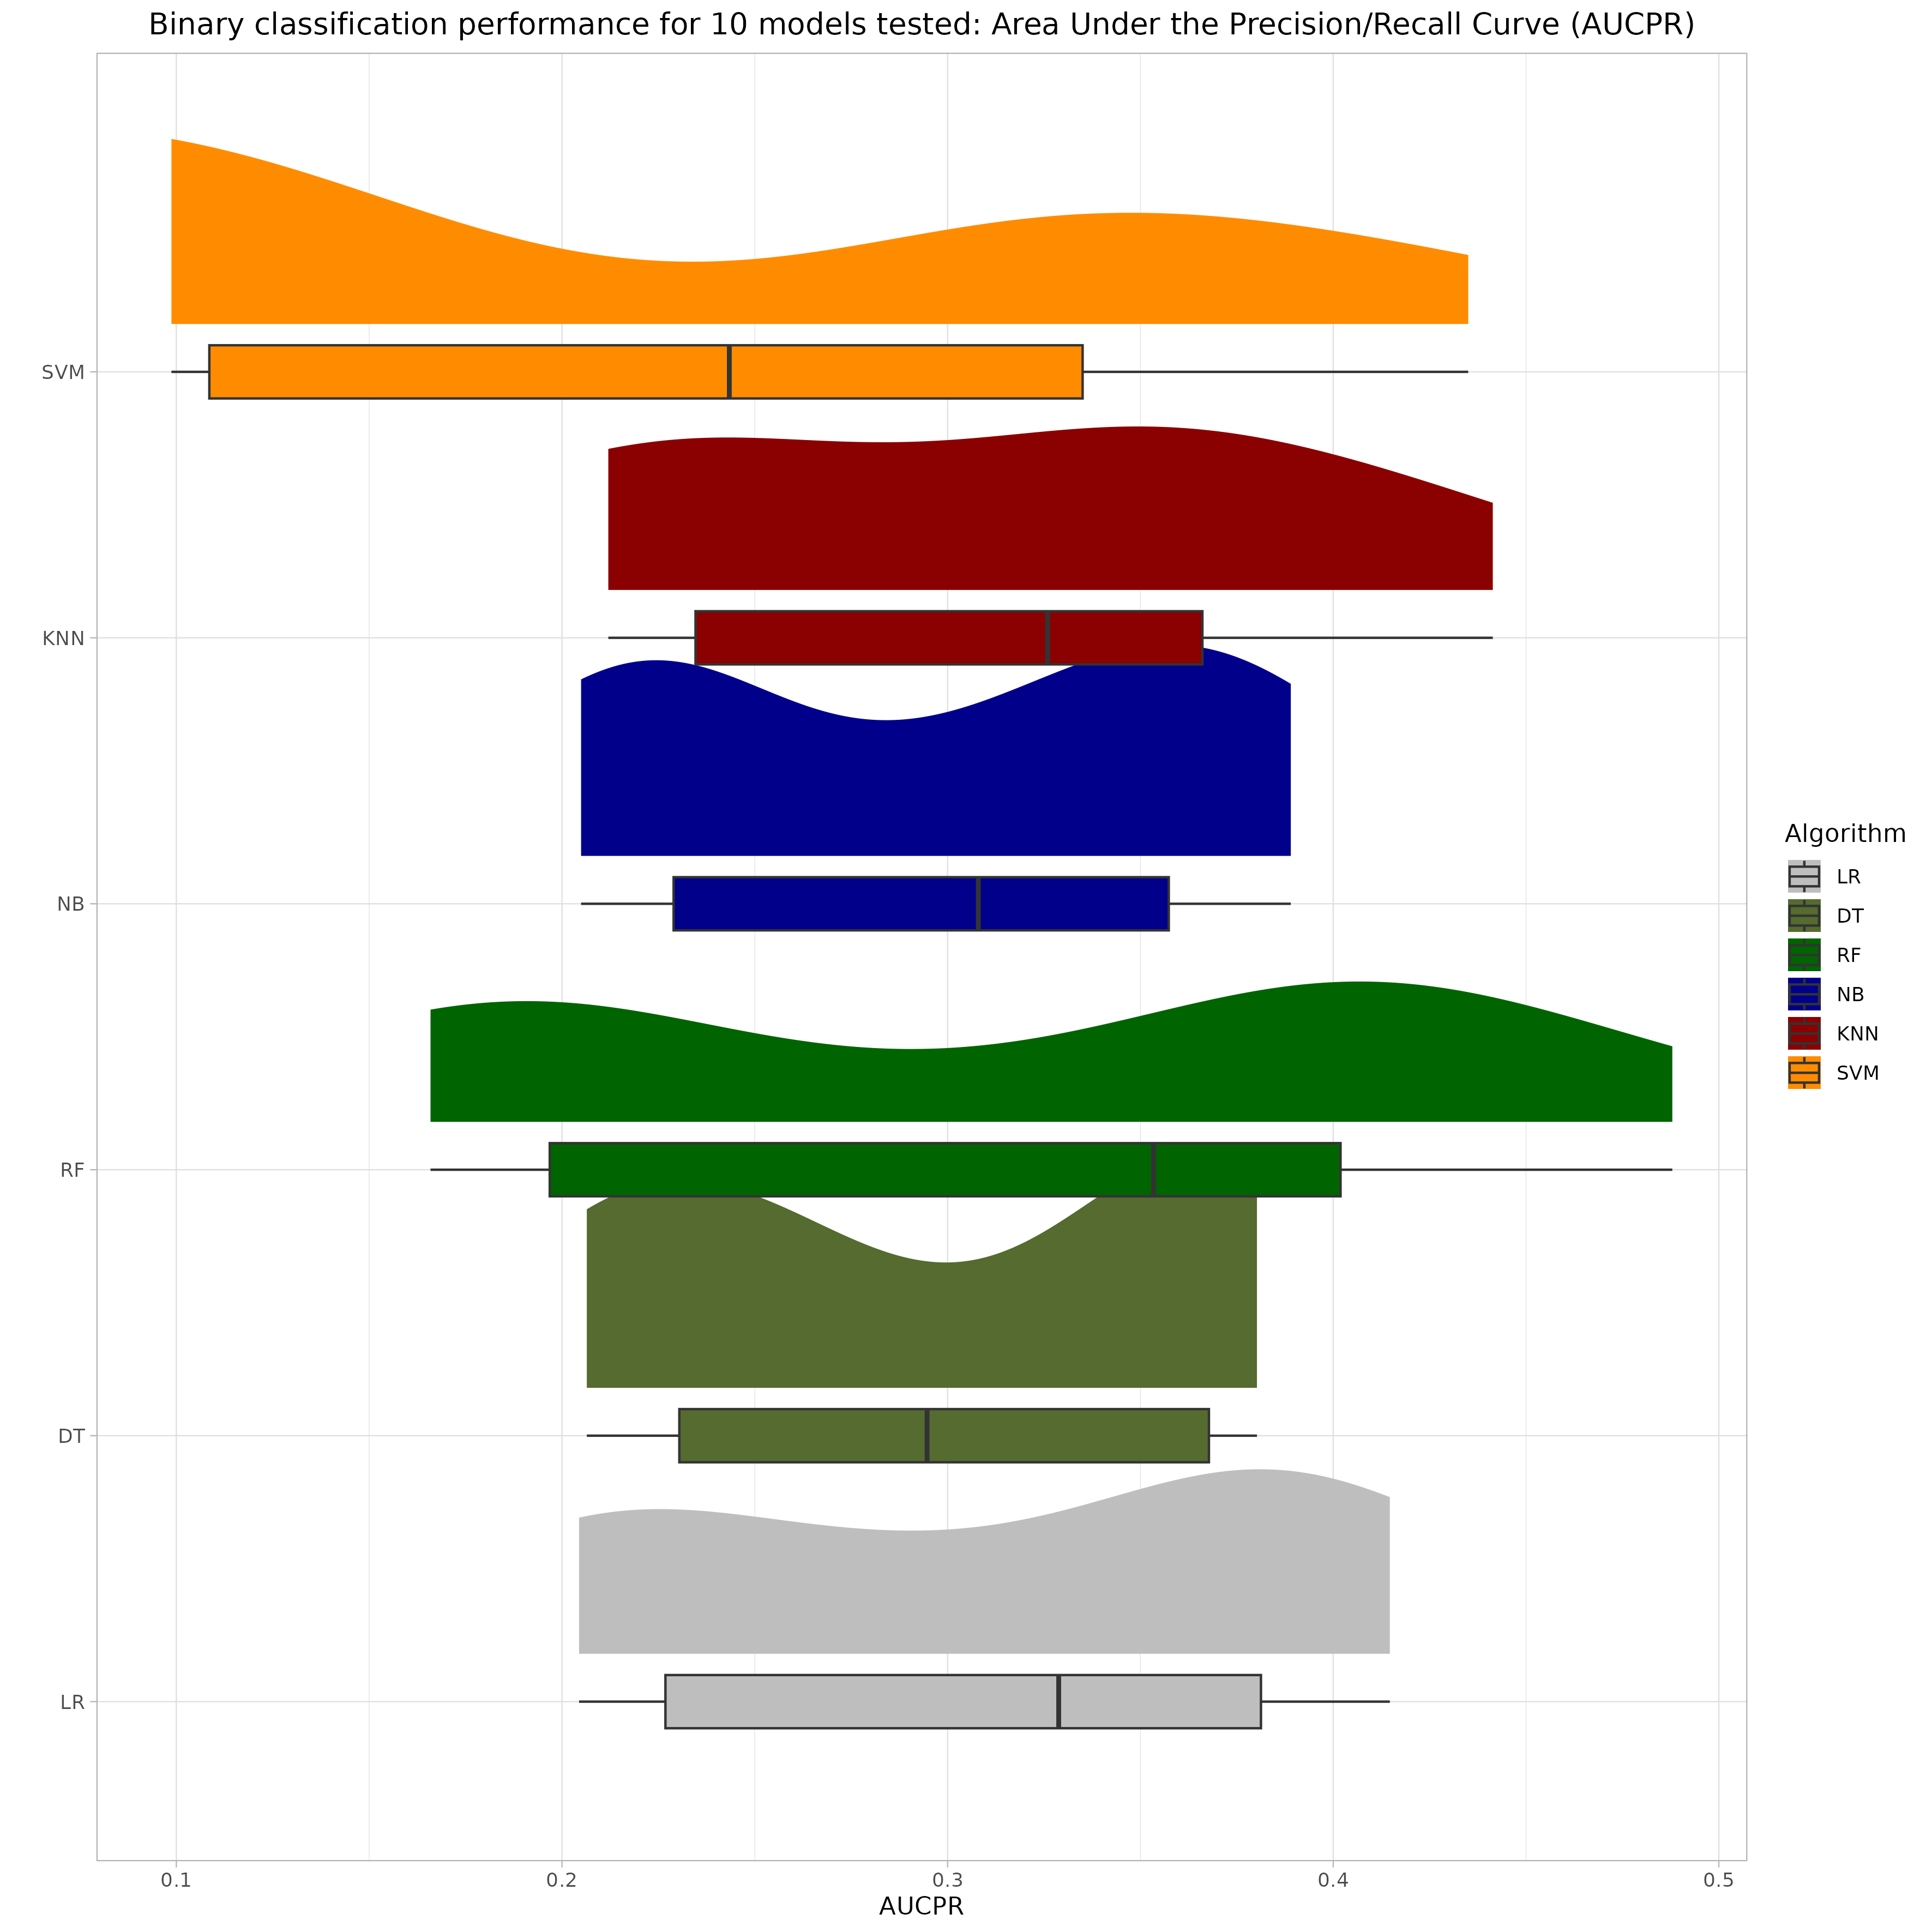 Binary classification performance for 10 models tested: Area Under the Precision/Recall Curve (AUCPR)
SVM
KNN
NB
RF
DT
LR
0.1 0.2 0.3 0.4 0.5
AUCPR
Algorithm
LR
DT
RF
NB
KNN
SVM